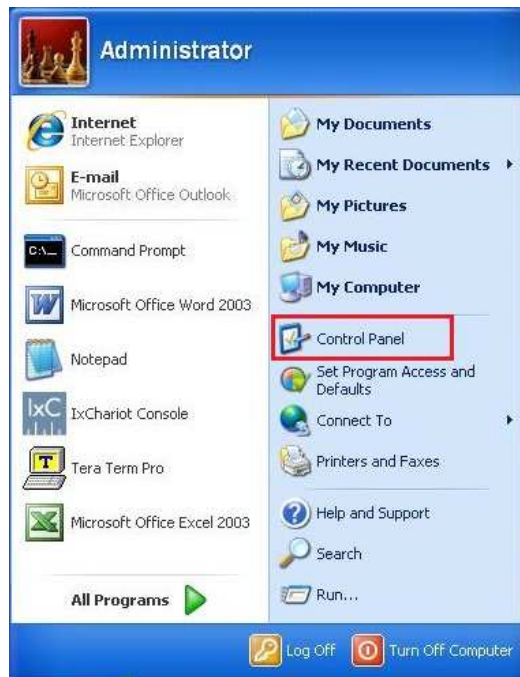 Administrator
Internet
Internet Explorer
E-mail
Microsoft Office Outlook
C:\_
Command Prompt
Microsoft Office Word 2003
Notepad
IxC
IxChariot Console
Tera Term Pro
Microsoft Office Excel 2003
All Programs
My Documents
My Recent Documents
My Pictures
My Music
My Computer
Control Panel
Set Program Access and
Defaults
Connect To
Printers and Faxes
Help and Support
Search
Run...
Log Off
Turn Off Computer